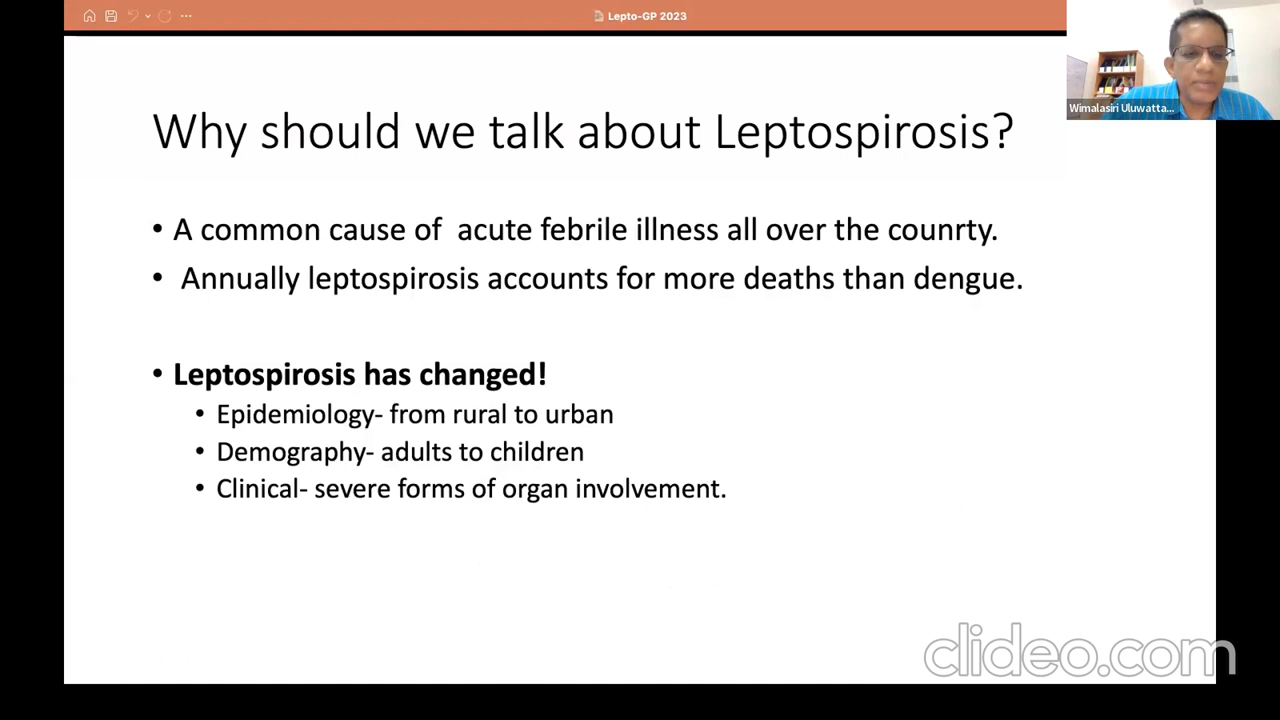 Lepto-GP 2023
Wimalasiri Uluwatta...
Why should we talk about Leptospirosis?
• A common cause of  acute febrile illness all over the counrty.
• Annually leptospirosis accounts for more deaths than dengue.
• Leptospirosis has changed!
• Epidemiology- from rural to urban
• Demography- adults to children
• Clinical- severe forms of organ involvement.
clideo.com